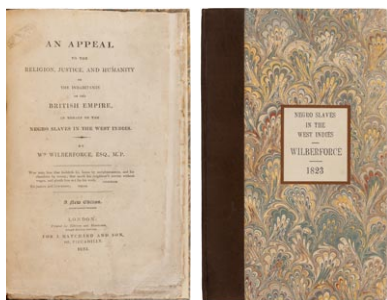 AN APPEAL
TO THE
RELIGION, JUSTICE, AND HUMANITY
OF
THE INHABITANTS
OF THE
BRITISH EMPIRE,
IN BEHALF OF THE
NEGRO SLAVES IN THE WEST INDIES.
BY
Wm WILBERFORCE, ESQ., M.P.
A New Edition.
LONDON:
FOR J. HATCHARD AND SON,
PICCADILLY.
1823.
NEGRO SLAVES
IN THE
WEST INDIES
WILBERFORCE
1823